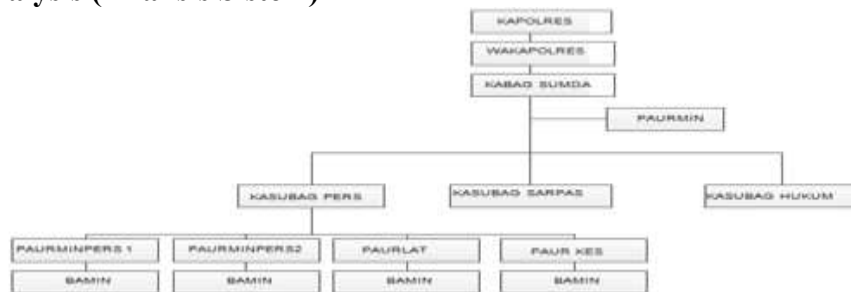 KAPOLRES
WAKAPOLRES
KABAG SUMDA
PAURMIN
KASUBAG PERS KASUBAG SARPAS KASUBAG HUKUM
PAURMINPERS 1 PAURMINPERS2 PAURLAT PAUR KES
BAMIN BAMIN BAMIN BAMIN